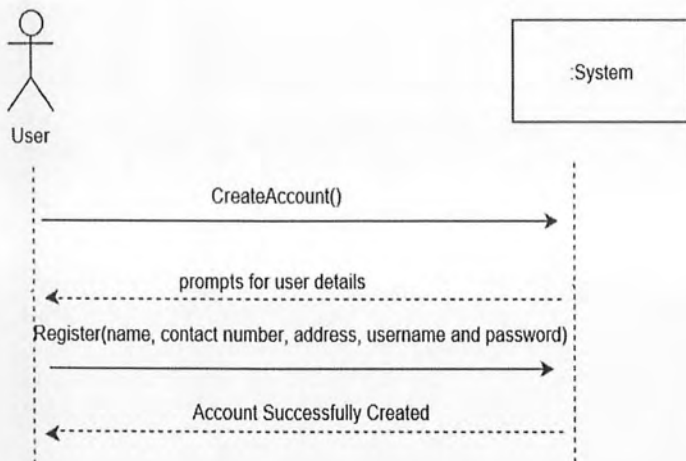 :System
User
CreateAccount()
prompts for user details
Register(name, contact number, address, username and password)
Account Successfully Created